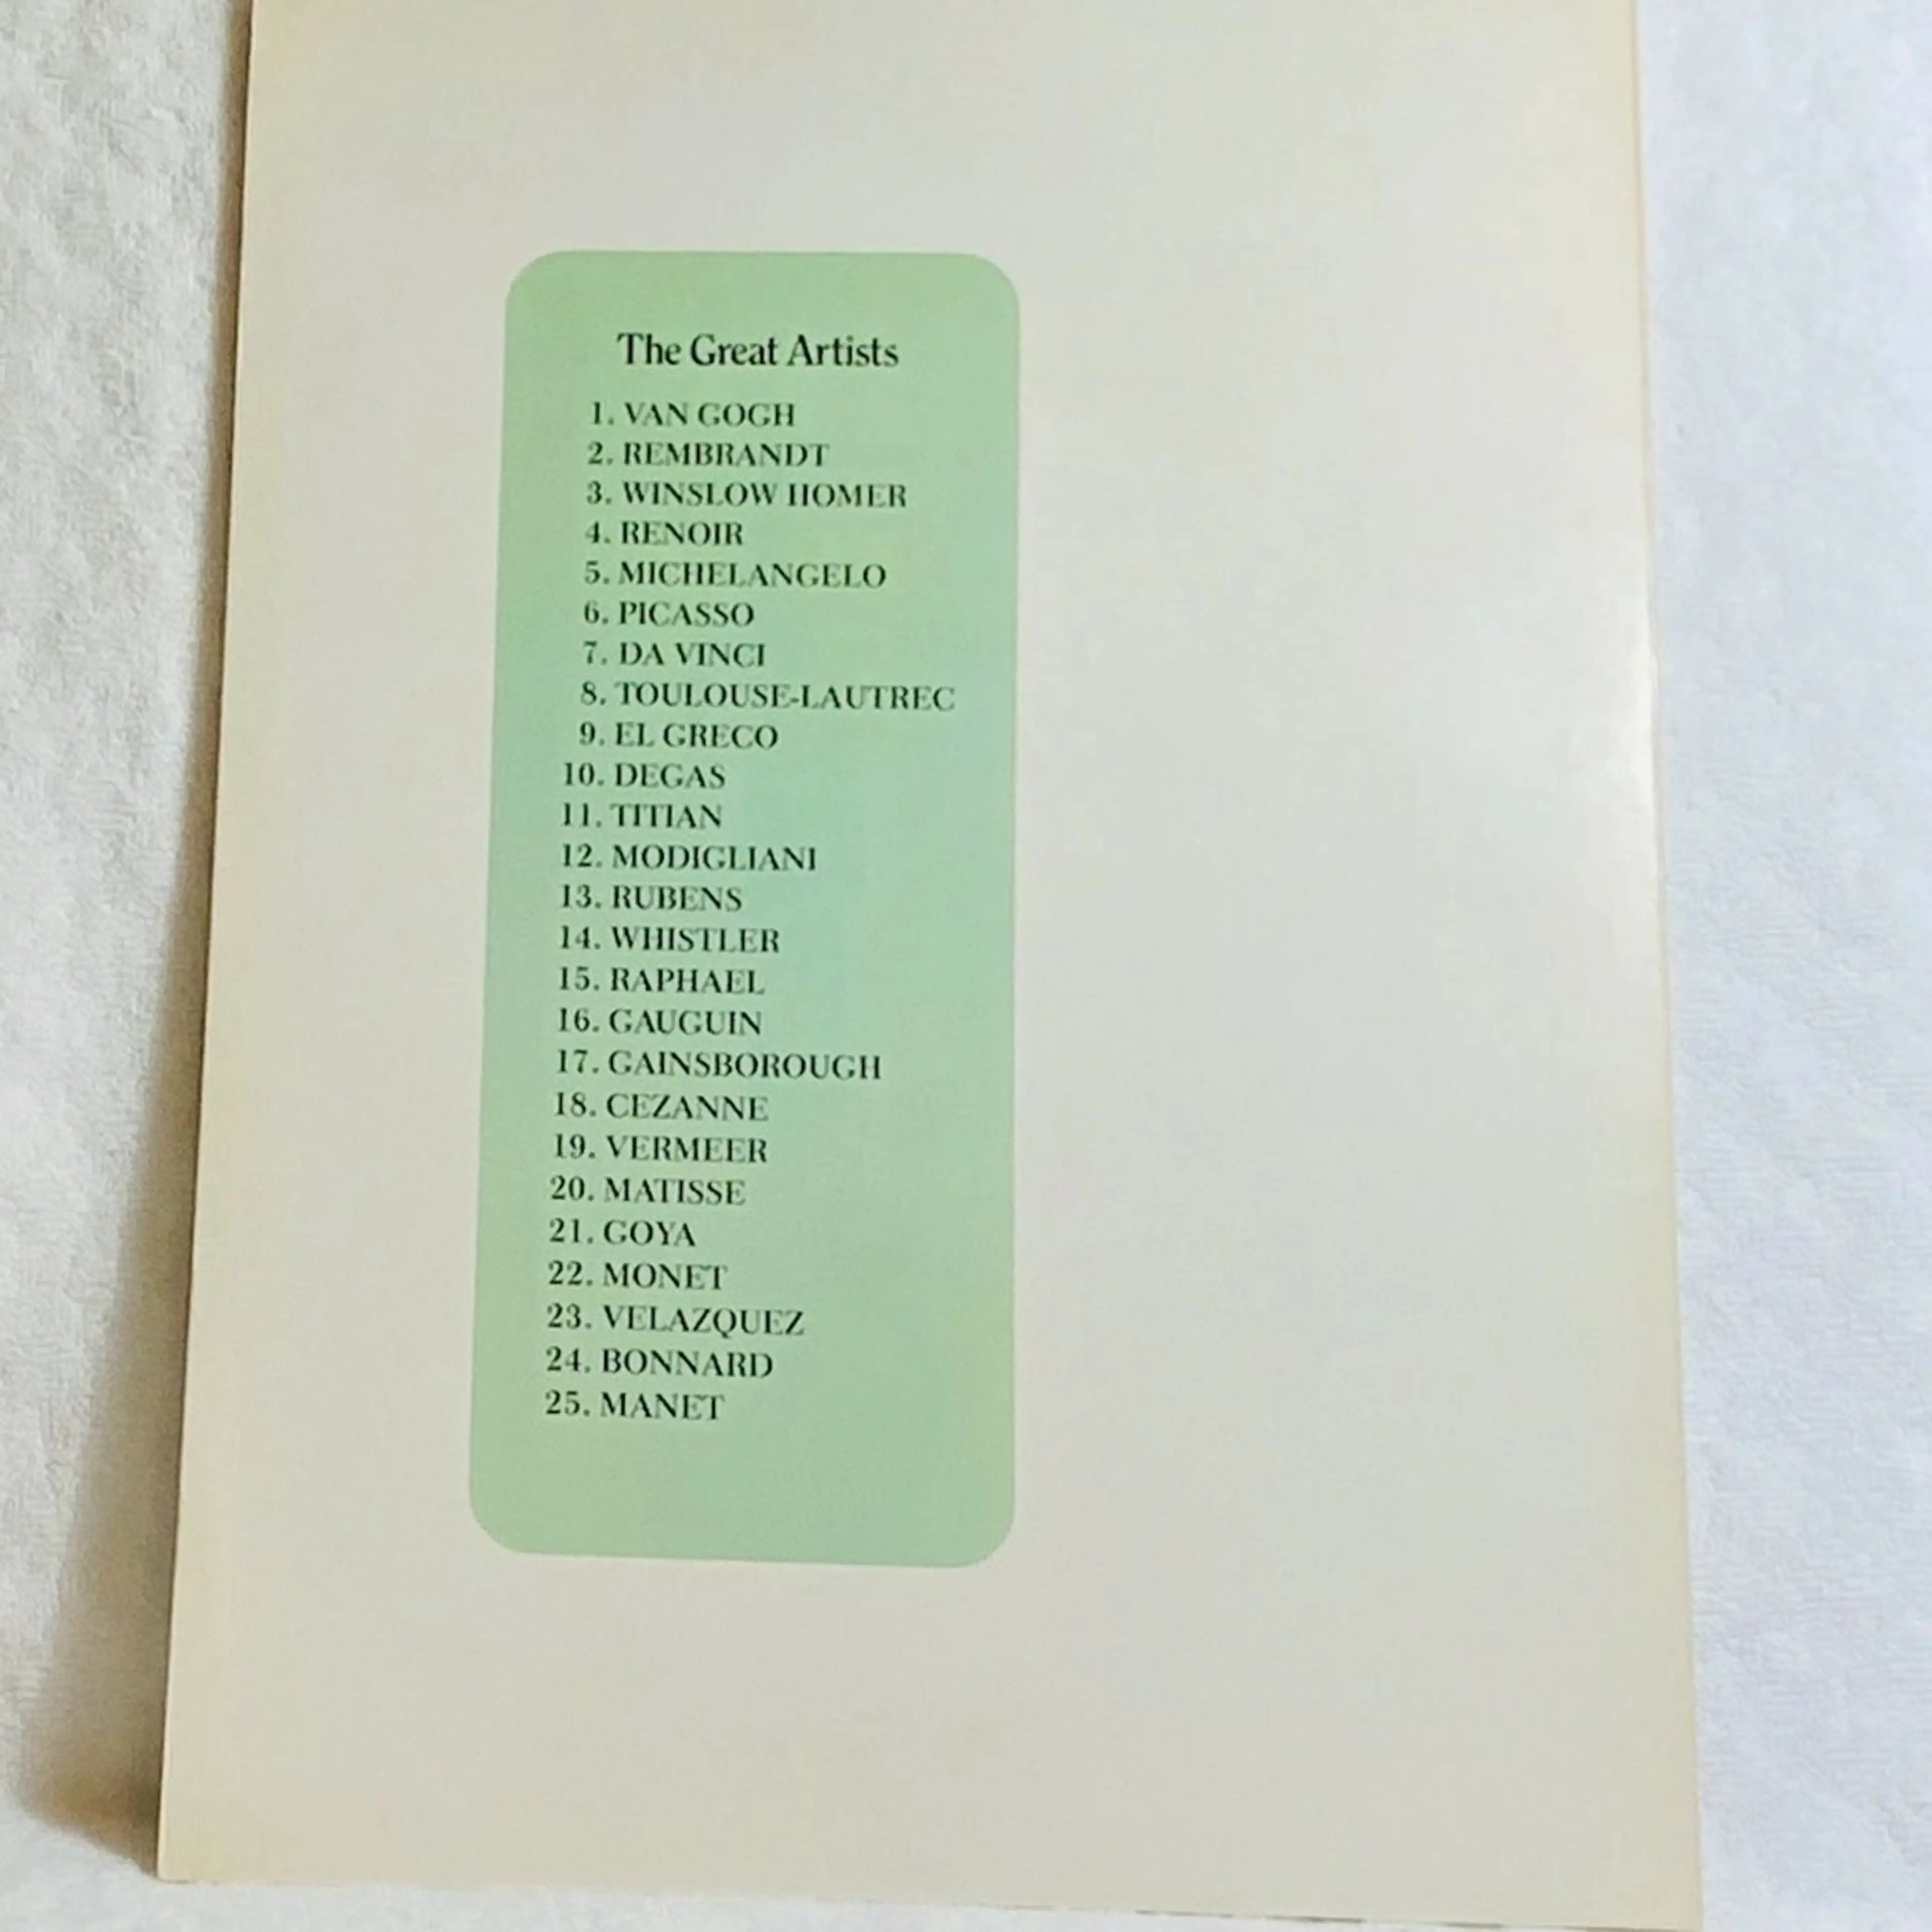 The Great Artists
1. VAN GOGH
2. REMBRANDT
3. WINSLOW HOMER
4. RENOIR
5. MICHELANGELO
6. PICASSO
7. DA VINCI
8. TOULOUSE-LAUTREC
9. EL GRECO
10. DEGAS
11. TITIAN
12. MODIGLIANI
13. RUBENS
14. WHISTLER
15. RAPHAEL
16. GAUGUIN
17. GAINSBOROUGH
18. CEZANNE
19. VERMEER
20. MATISSE
21. GOYA
22. MONET
23. VELAZQUEZ
24. BONNARD
25. MANET